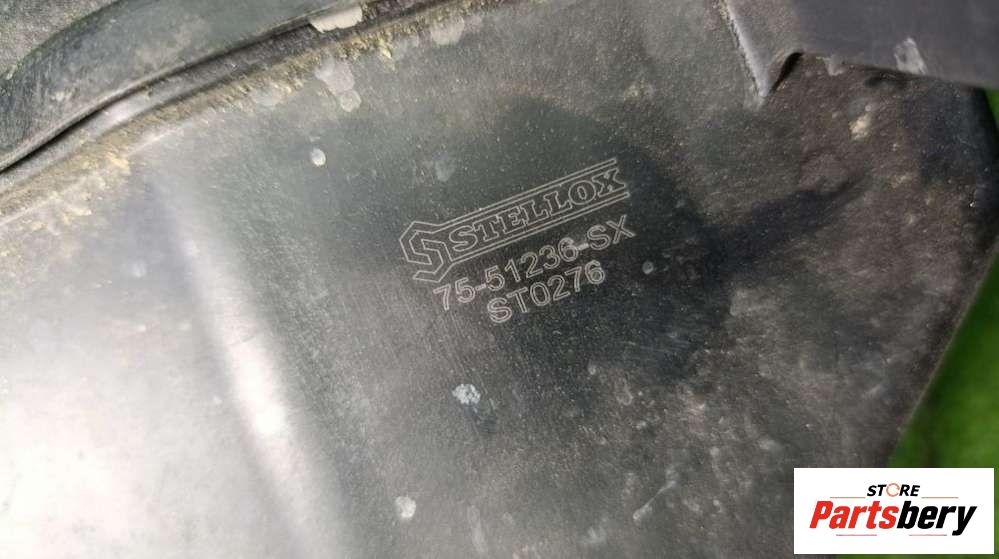 STELLOX
75-51236-SX
ST0276
STORE
Partsbery